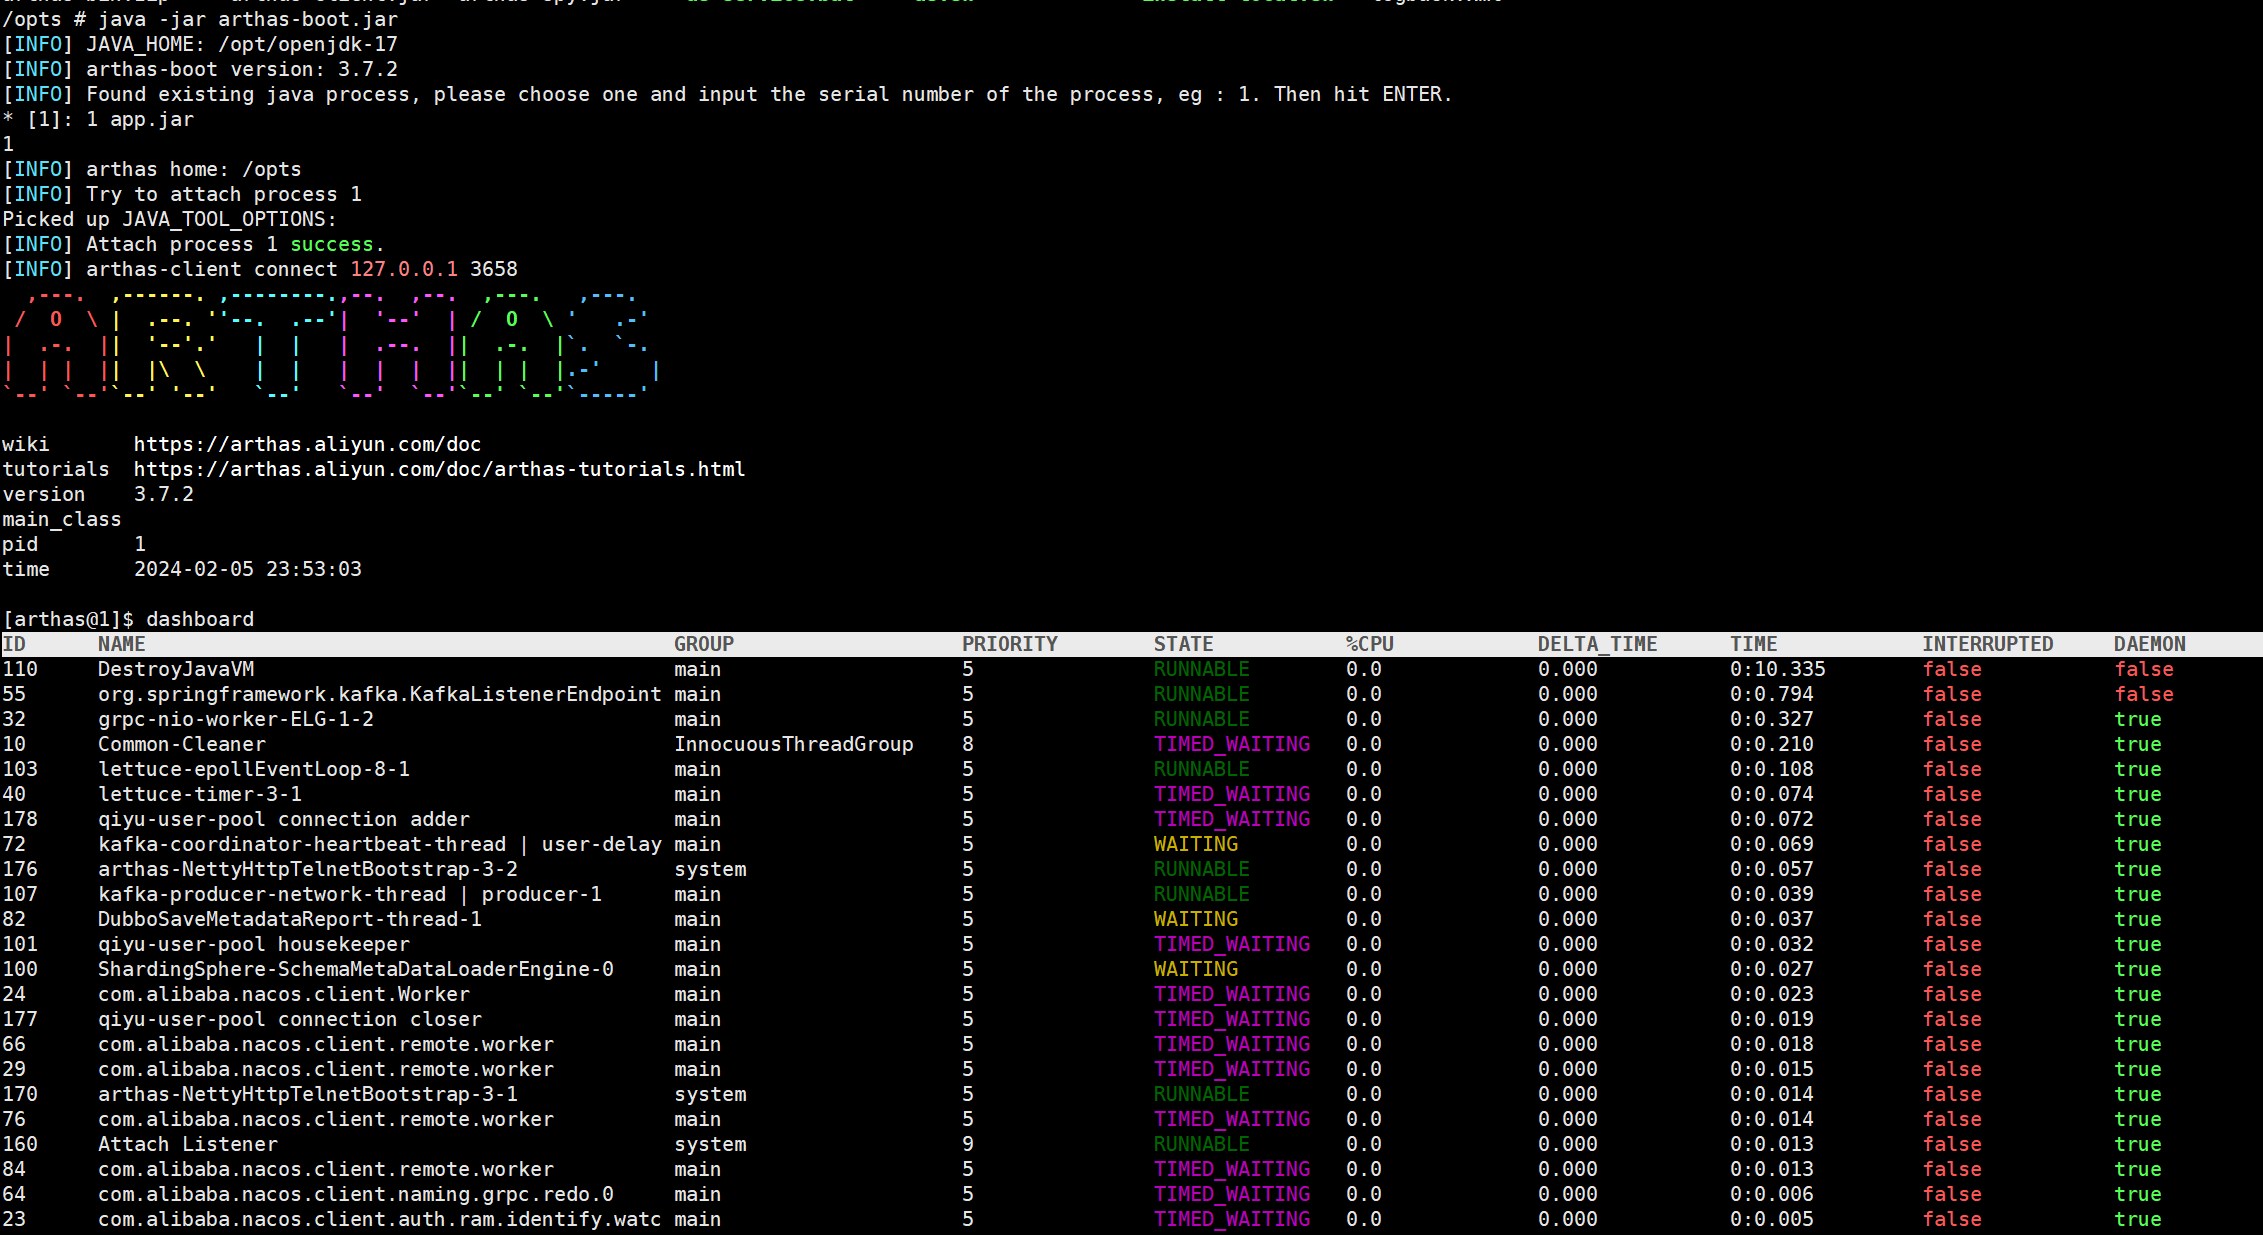 /opts # java -jar arthas-boot.jar
[INFO] JAVA_HOME: /opt/openjdk-17
[INFO] arthas-boot version: 3.7.2
[INFO] Found existing java process, please choose one and input the serial number of the process, eg : 1. Then hit ENTER.
* [1]: 1 app.jar
1
[INFO] arthas home: /opts
[INFO] Try to attach process 1
Picked up JAVA_TOOL_OPTIONS:
[INFO] Attach process 1 success.
[INFO] arthas-client connect 127.0.0.1 3658
ARTHAS
wiki https://arthas.aliyun.com/doc
tutorials https://arthas.aliyun.com/doc/arthas-tutorials.html
version 3.7.2
main_class
pid 1
time 2024-02-05 23:53:03
[arthas@1]$ dashboard
ID NAME GROUP PRIORITY STATE %CPU DELTA_TIME TIME INTERRUPTED DAEMON
110 DestroyJavaVM main 5 RUNNABLE 0.0 0.000 0:10.335 false false
55 org.springframework.kafka.KafkaListenerEndpoint main 5 RUNNABLE 0.0 0.000 0:0.794 false false
32 grpc-nio-worker-ELG-1-2 main 5 RUNNABLE 0.0 0.000 0:0.327 false true
10 Common-Cleaner InnocuousThreadGroup 8 TIMED_WAITING 0.0 0.000 0:0.210 false true
103 lettuce-epollEventLoop-8-1 main 5 RUNNABLE 0.0 0.000 0:0.108 false true
40 lettuce-timer-3-1 main 5 TIMED_WAITING 0.0 0.000 0:0.074 false true
178 qiyu-user-pool connection adder main 5 TIMED_WAITING 0.0 0.000 0:0.072 false true
72 kafka-coordinator-heartbeat-thread | user-delay main 5 WAITING 0.0 0.000 0:0.069 false true
176 arthas-NettyHttpTelnetBootstrap-3-2 system 5 RUNNABLE 0.0 0.000 0:0.057 false true
107 kafka-producer-network-thread | producer-1 main 5 RUNNABLE 0.0 0.000 0:0.039 false true
82 DubboSaveMetadataReport-thread-1 main 5 WAITING 0.0 0.000 0:0.037 false true
101 qiyu-user-pool housekeeper main 5 TIMED_WAITING 0.0 0.000 0:0.032 false true
100 ShardingSphere-SchemaMetaDataLoaderEngine-0 main 5 WAITING 0.0 0.000 0:0.027 false true
24 com.alibaba.nacos.client.Worker main 5 TIMED_WAITING 0.0 0.000 0:0.023 false true
177 qiyu-user-pool connection closer main 5 TIMED_WAITING 0.0 0.000 0:0.019 false true
66 com.alibaba.nacos.client.remote.worker main 5 TIMED_WAITING 0.0 0.000 0:0.018 false true
29 com.alibaba.nacos.client.remote.worker main 5 TIMED_WAITING 0.0 0.000 0:0.015 false true
170 arthas-NettyHttpTelnetBootstrap-3-1 system 5 RUNNABLE 0.0 0.000 0:0.014 false true
76 com.alibaba.nacos.client.remote.worker main 5 TIMED_WAITING 0.0 0.000 0:0.014 false true
160 Attach Listener system 9 RUNNABLE 0.0 0.000 0:0.013 false true
84 com.alibaba.nacos.client.remote.worker main 5 TIMED_WAITING 0.0 0.000 0:0.013 false true
64 com.alibaba.nacos.client.naming.grpc.redo.0 main 5 TIMED_WAITING 0.0 0.000 0:0.006 false true
23 com.alibaba.nacos.client.auth.ram.identify.watc main 5 TIMED_WAITING 0.0 0.000 0:0.005 false true